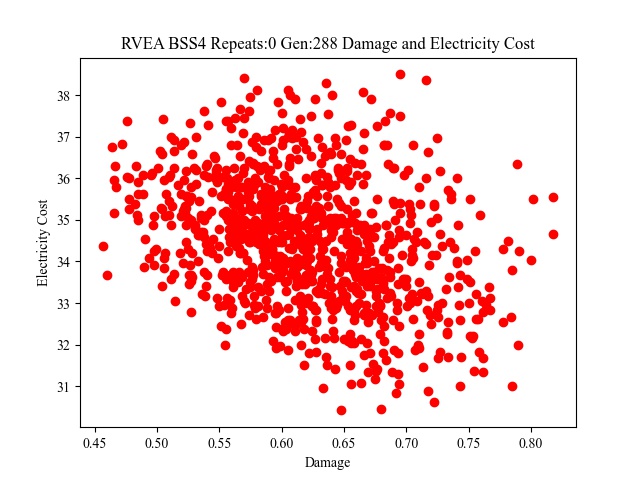 RVEA BSS4 Repeats:0 Gen:288 Damage and Electricity Cost
38
37
36
35
34
33
32
31
Electricity Cost
0.45 0.50 0.55 0.60 0.65 0.70 0.75 0.80
Damage